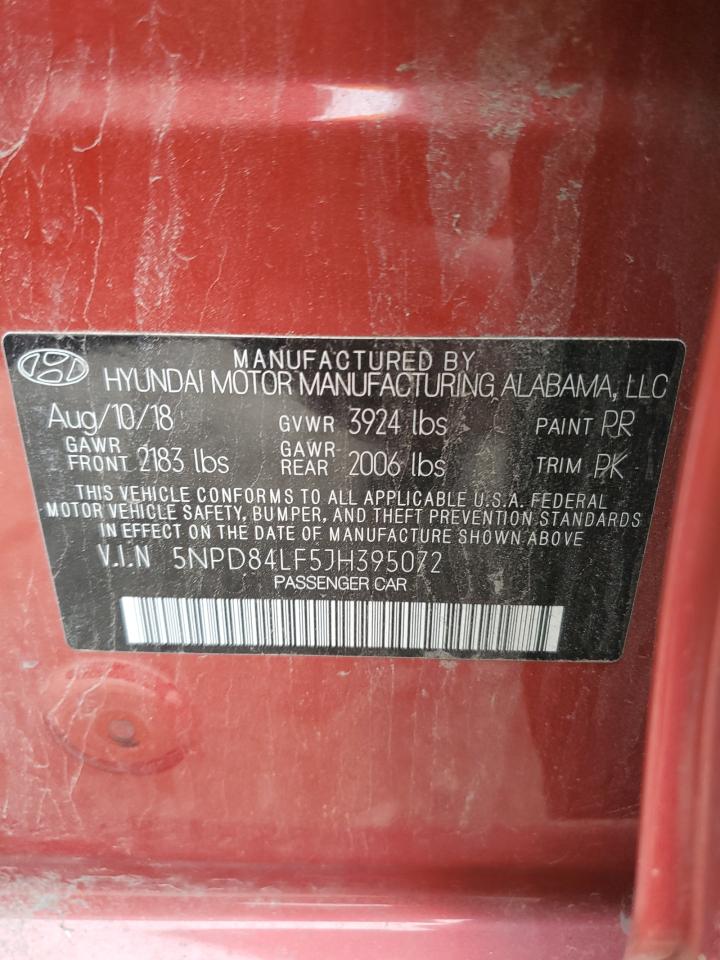 MANUFACTURED BY
HYUNDAI MOTOR MANUFACTURING ALABAMA, LLC
Aug/10/18 GVWR 3924 lbs PAINT PR
GAWR FRONT 2183 lbs GAWR REAR 2006 lbs TRIM PK
THIS VEHICLE CONFORMS TO ALL APPLICABLE U.S.A. FEDERAL
MOTOR VEHICLE SAFETY, BUMPER, AND THEFT PREVENTION STANDARDS
IN EFFECT ON THE DATE OF MANUFACTURE SHOWN ABOVE
V.I.N 5NPD84LF5JH395072
PASSENGER CAR